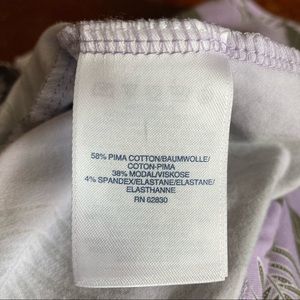 58% PIMA COTTON/BAUMWOLLE/
COTON-PIMA
38% MODAL/VISKOSE
4% SPANDEX/ELASTANE/ELASTANE/
ELASTHANNE
RN 62830